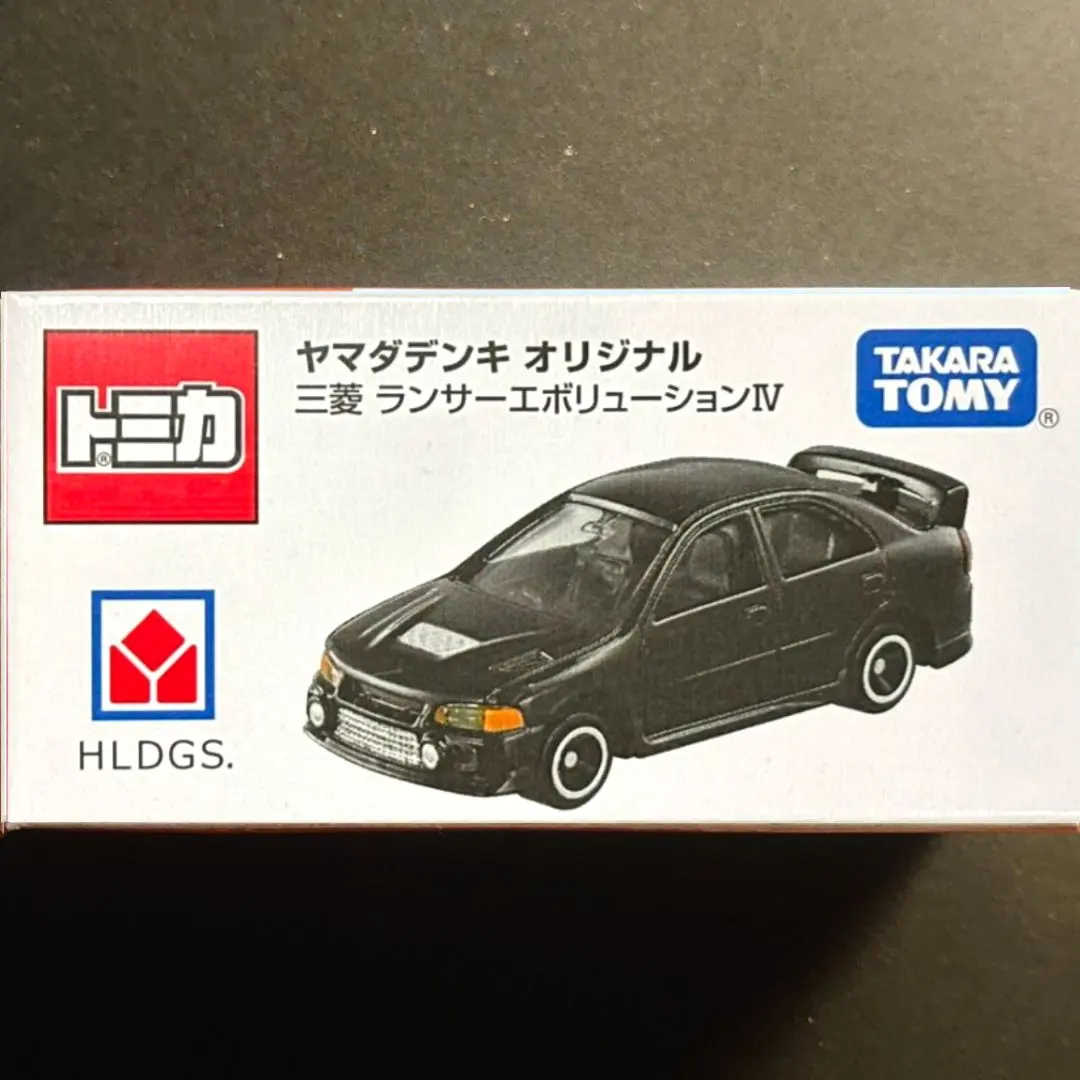 ヤマダデンキ オリジナル
三菱 ランサーエボリューションⅣ
トミカ®
TAKARA
TOMY
®
HLDGS.